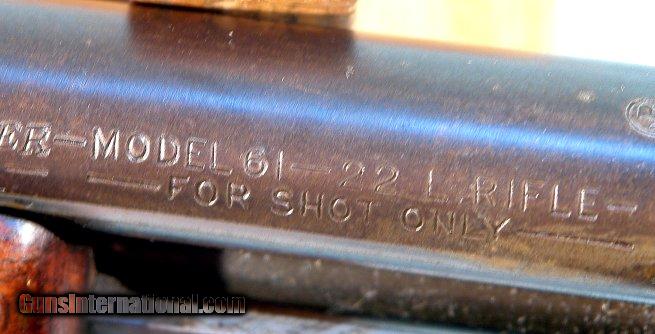 ER—MODEL 61—22 L.RIFLE—
—FOR SHOT ONLY—
GunsInternational.com